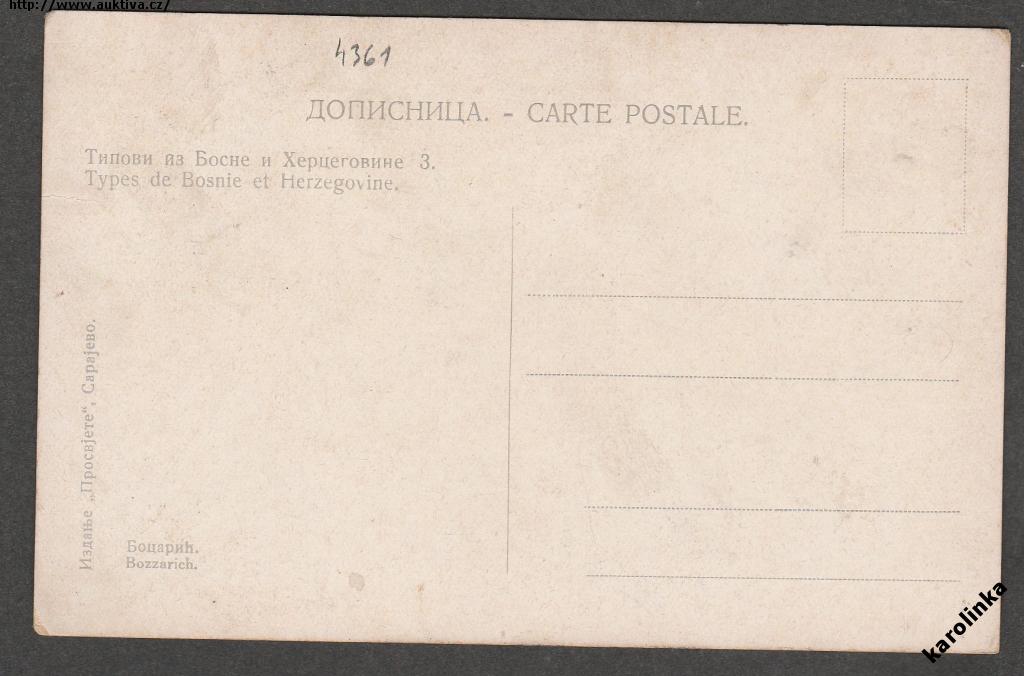 http://www.auktiva.cz/
4361
ДОПИСНИЦА. - CARTE POSTALE.
Типови из Босне и Херцеговине 3.
Types de Bosnie et Herzegovine.
Издање „Просвјете“, Сарајево.
Боцарић.
Bozzarich.
karolinka